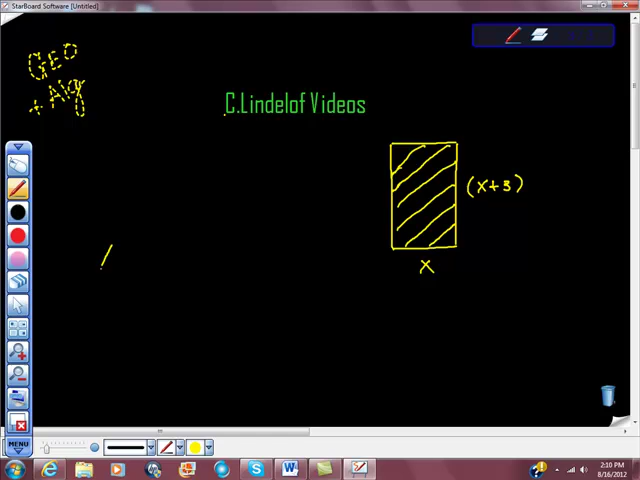 StarBoard Software [Untitled]
GEO
+ Alg
C.Lindelof Videos
(x+3)
x
MENU
2:10 PM
8/16/2012